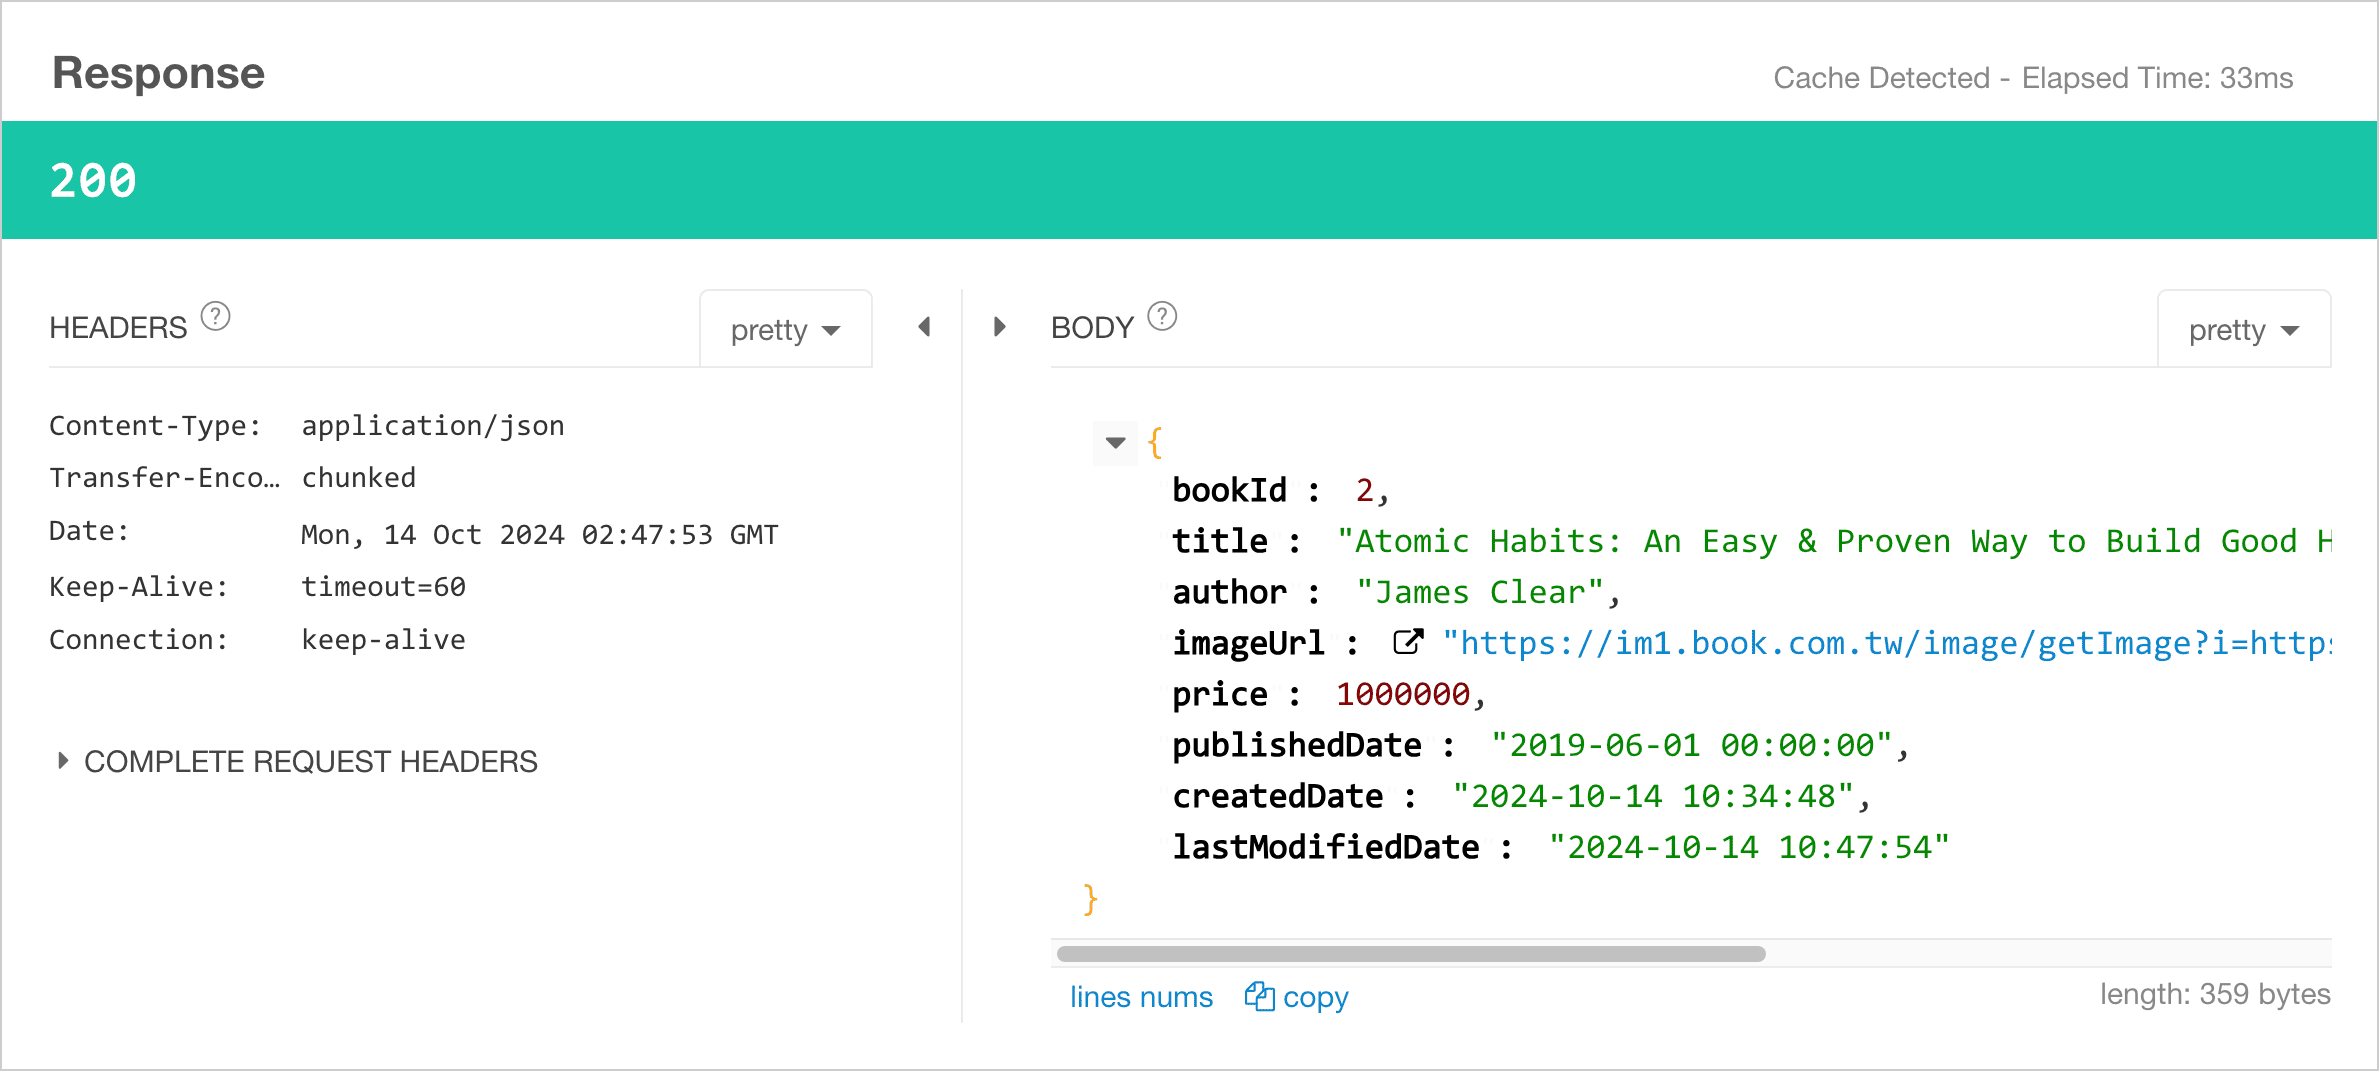 Response
Cache Detected - Elapsed Time: 33ms
200
HEADERS ? pretty
Content-Type: application/json
Transfer-Enco… chunked
Date: Mon, 14 Oct 2024 02:47:53 GMT
Keep-Alive: timeout=60
Connection: keep-alive
COMPLETE REQUEST HEADERS
BODY ? pretty
{
bookId : 2,
title : "Atomic Habits: An Easy & Proven Way to Build Good H
author : "James Clear",
imageUrl : "https://im1.book.com.tw/image/getImage?i=https
price : 1000000,
publishedDate : "2019-06-01 00:00:00",
createdDate : "2024-10-14 10:34:48",
lastModifiedDate : "2024-10-14 10:47:54"
}
lines nums copy
length: 359 bytes